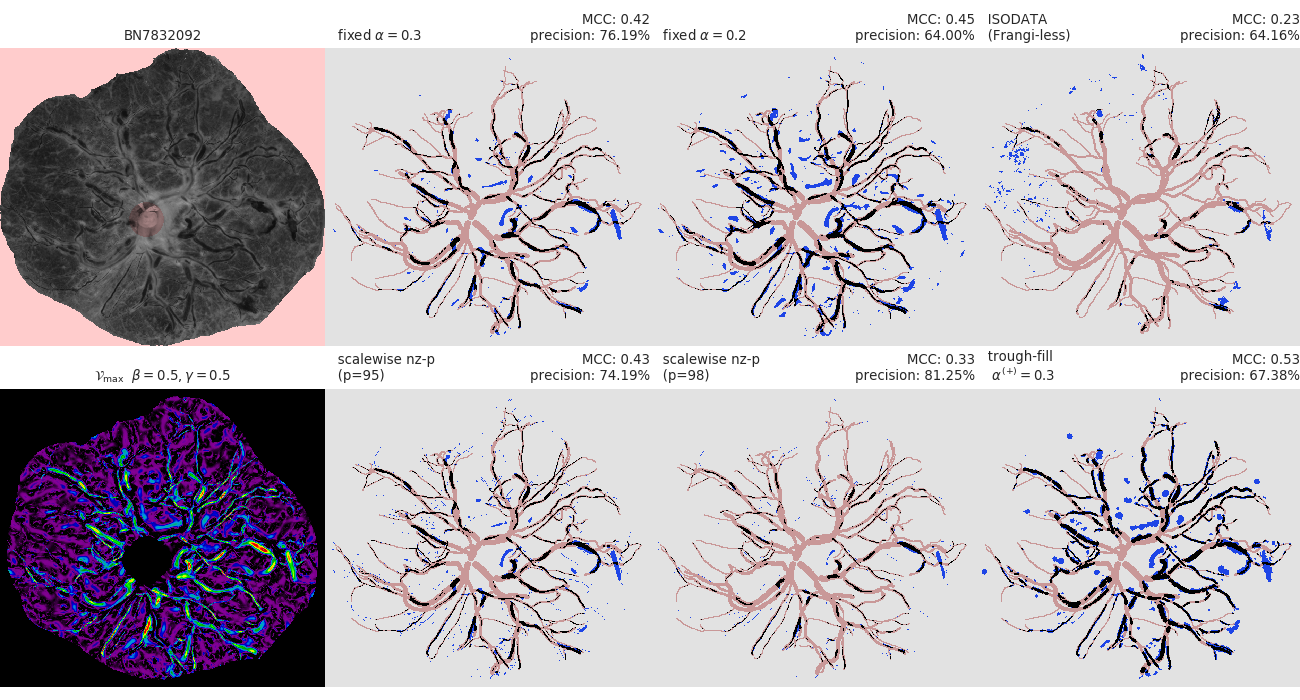 BN7832092
fixed α = 0.3
MCC: 0.42
precision: 76.19%
fixed α = 0.2
MCC: 0.45
precision: 64.00%
ISODATA
(Frangi-less)
MCC: 0.23
precision: 64.16%
𝒱max β = 0.5, γ = 0.5
scalewise nz-p
(p=95)
MCC: 0.43
precision: 74.19%
scalewise nz-p
(p=98)
MCC: 0.33
precision: 81.25%
trough-fill
α(+) = 0.3
MCC: 0.53
precision: 67.38%